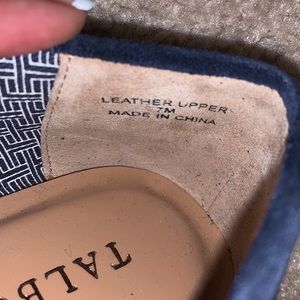 LEATHER UPPER
7M
MADE IN CHINA
TALB